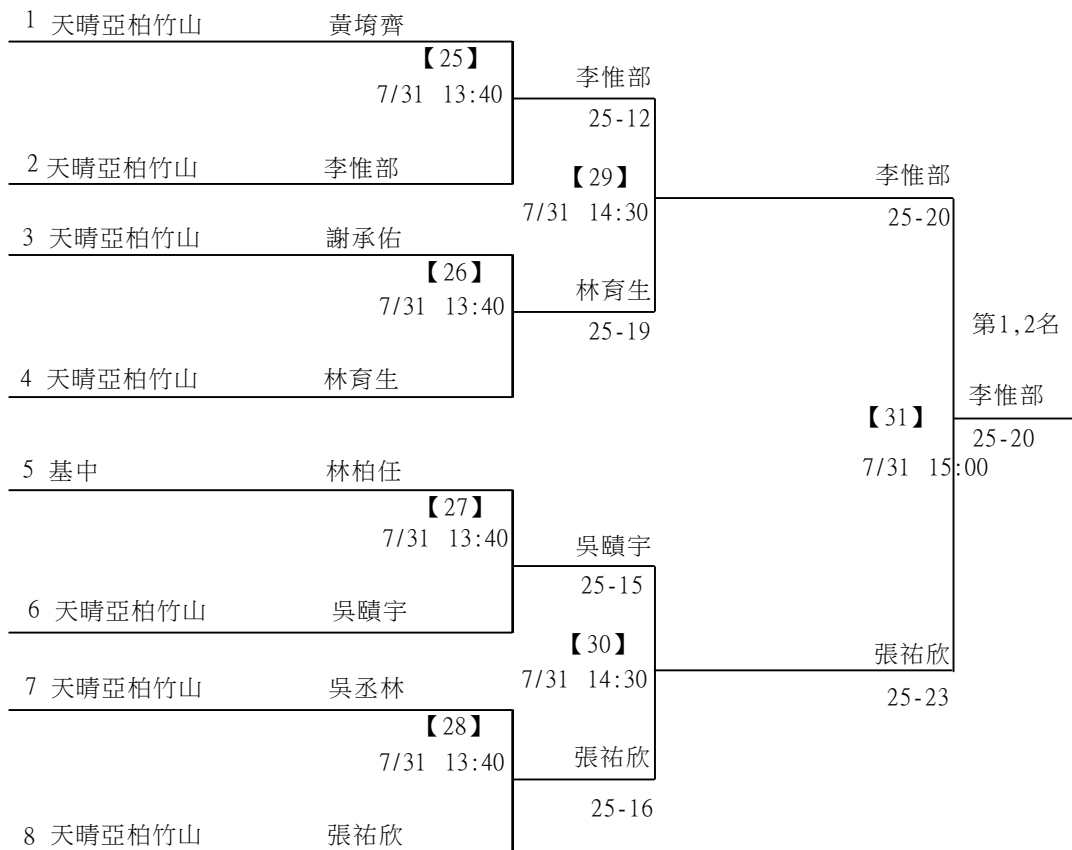 1 天晴亞柏竹山 黃堉齊
【25】
7/31 13:40
李惟部
25-12
2 天晴亞柏竹山 李惟部
【29】
7/31 14:30
李惟部
25-20
3 天晴亞柏竹山 謝承佑
【26】
7/31 13:40
林育生
25-19
4 天晴亞柏竹山 林育生
第1,2名
李惟部
【31】
25-20
7/31 15:00
5 基中 林柏任
【27】
7/31 13:40
吳賾宇
25-15
6 天晴亞柏竹山 吳賾宇
【30】
7/31 14:30
張祐欣
25-23
7 天晴亞柏竹山 吳丞林
【28】
7/31 13:40
張祐欣
25-16
8 天晴亞柏竹山 張祐欣